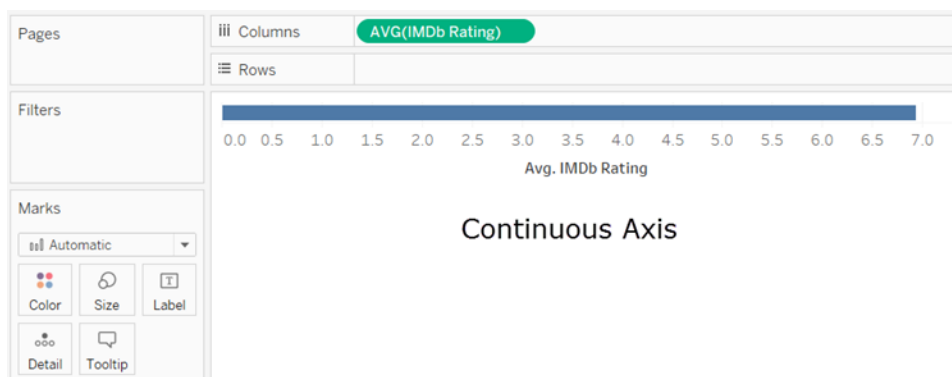 Pages
Columns
AVG(IMDb Rating)
Rows
Filters
0.0 0.5 1.0 1.5 2.0 2.5 3.0 3.5 4.0 4.5 5.0 5.5 6.0 6.5 7.0
Avg. IMDb Rating
Continuous Axis
Marks
Automatic
Color Size Label
Detail Tooltip